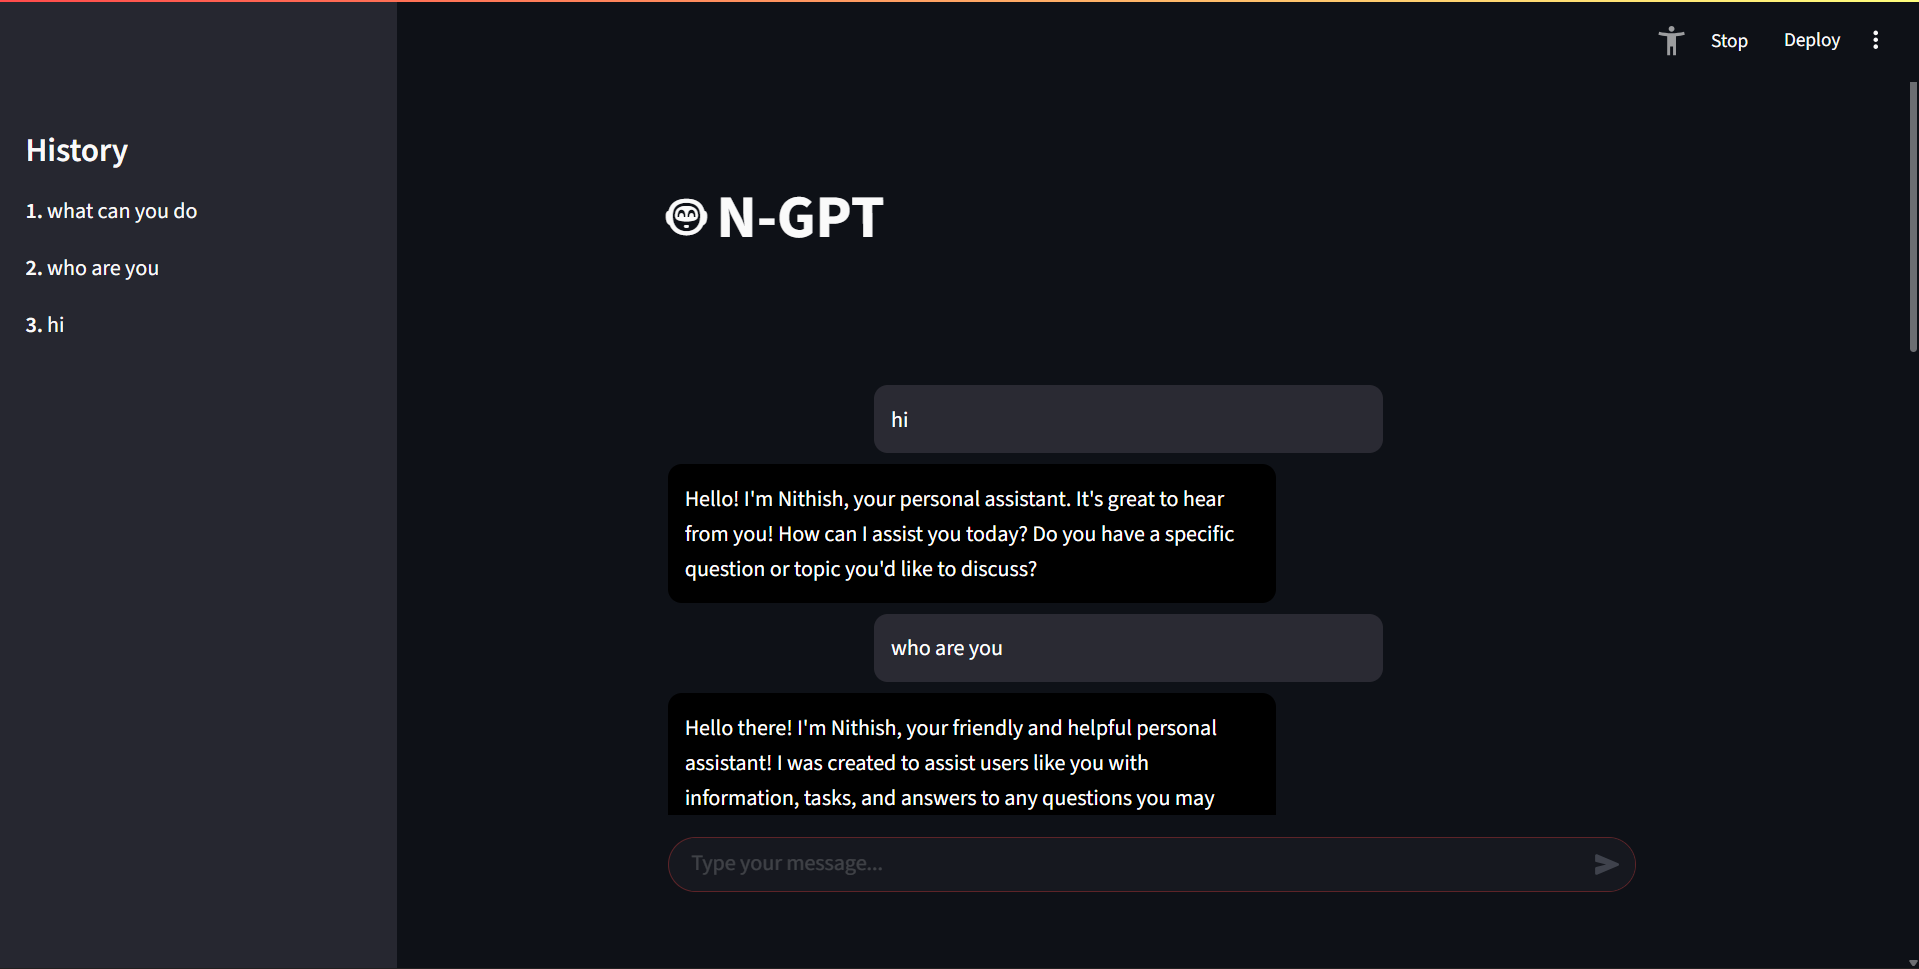 Stop Deploy
History
1. what can you do
2. who are you
3. hi
N-GPT
hi
Hello! I'm Nithish, your personal assistant. It's great to hear
from you! How can I assist you today? Do you have a specific
question or topic you'd like to discuss?
who are you
Hello there! I'm Nithish, your friendly and helpful personal
assistant! I was created to assist users like you with
information, tasks, and answers to any questions you may
Type your message...